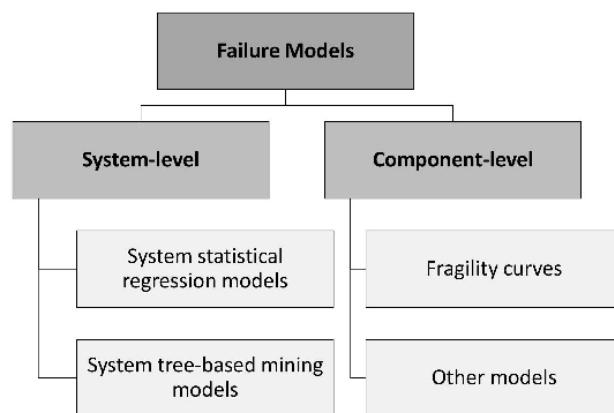 Failure Models
System-level
Component-level
System statistical
regression models
Fragility curves
System tree-based mining
models
Other models